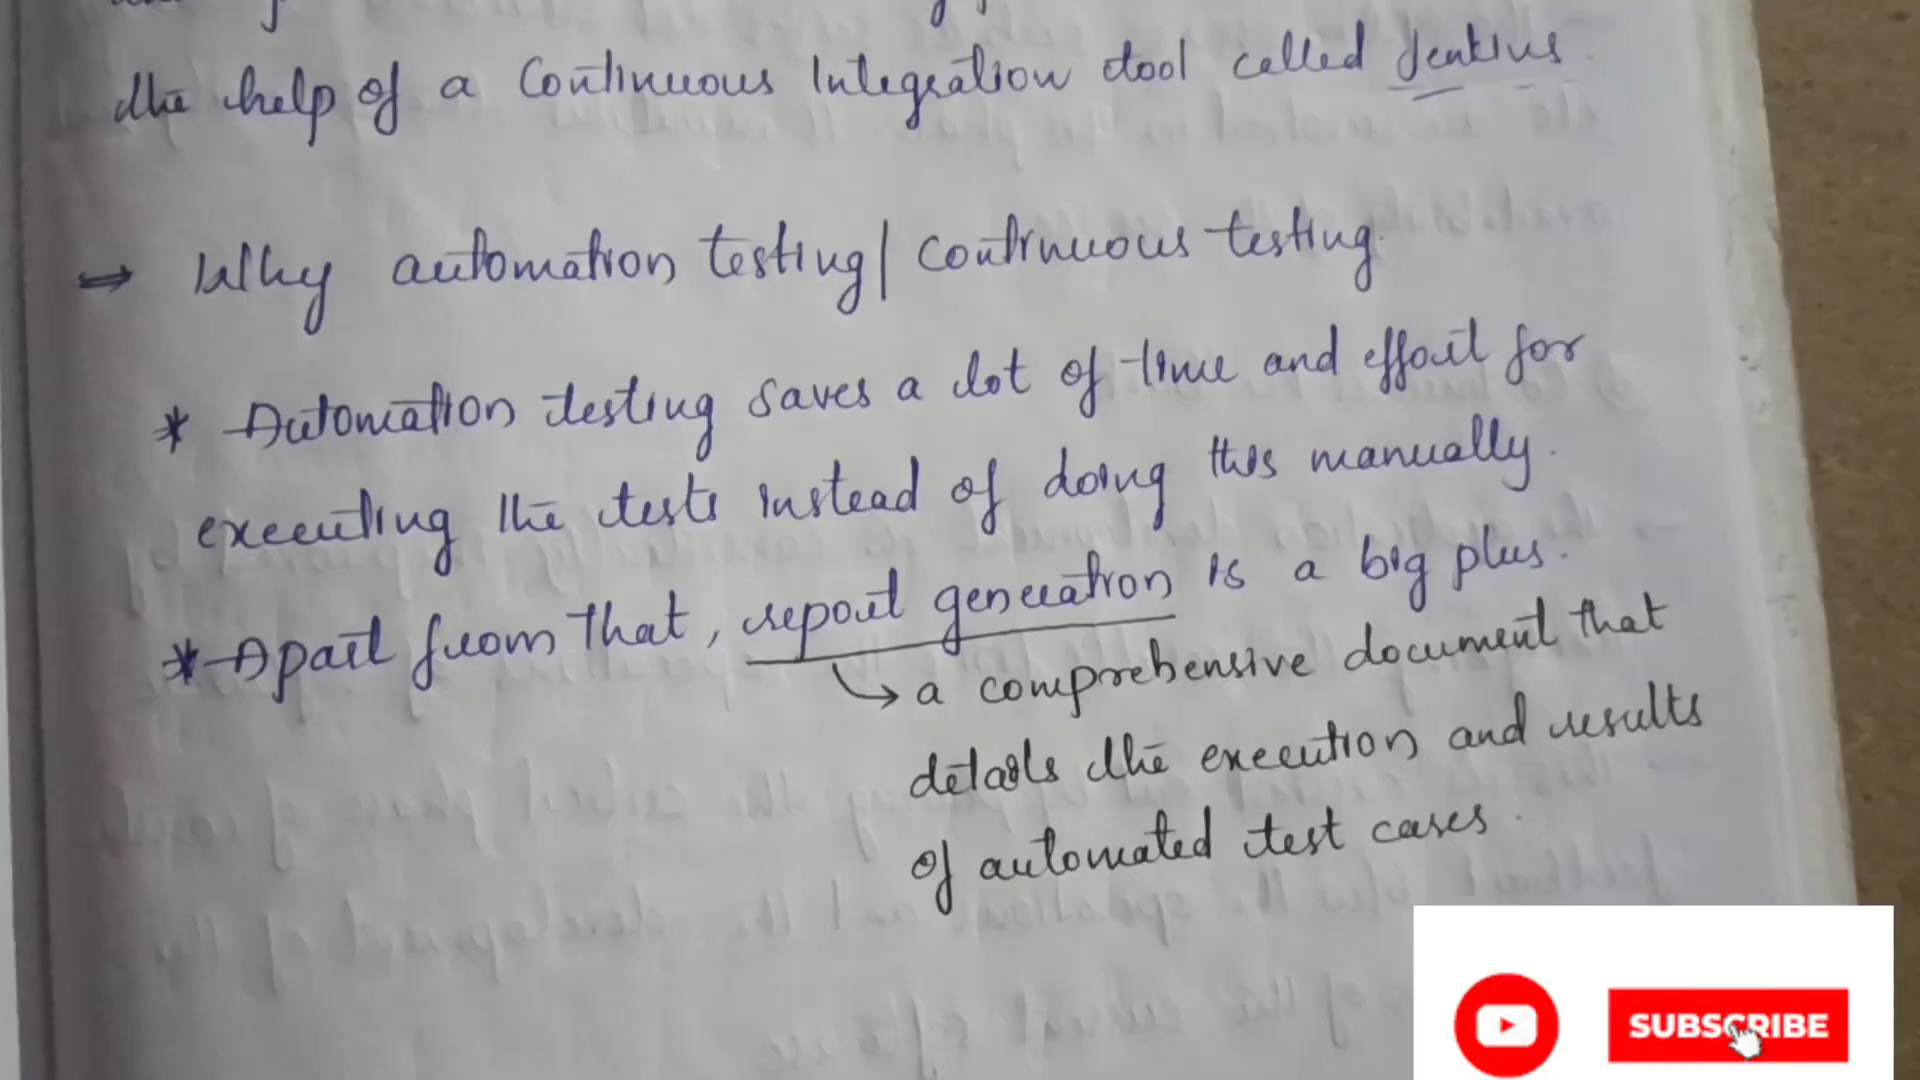 the help of a Continuous Integration tool called Jenkins.
⇒ Why automation testing/ continuous testing.
* Automation testing saves a lot of time and effort for
executing the tests instead of doing this manually.
* Apart from that, report generation is a big plus.
↳ a comprehensive document that
details the execution and results
of automated test cases.
SUBSCRIBE